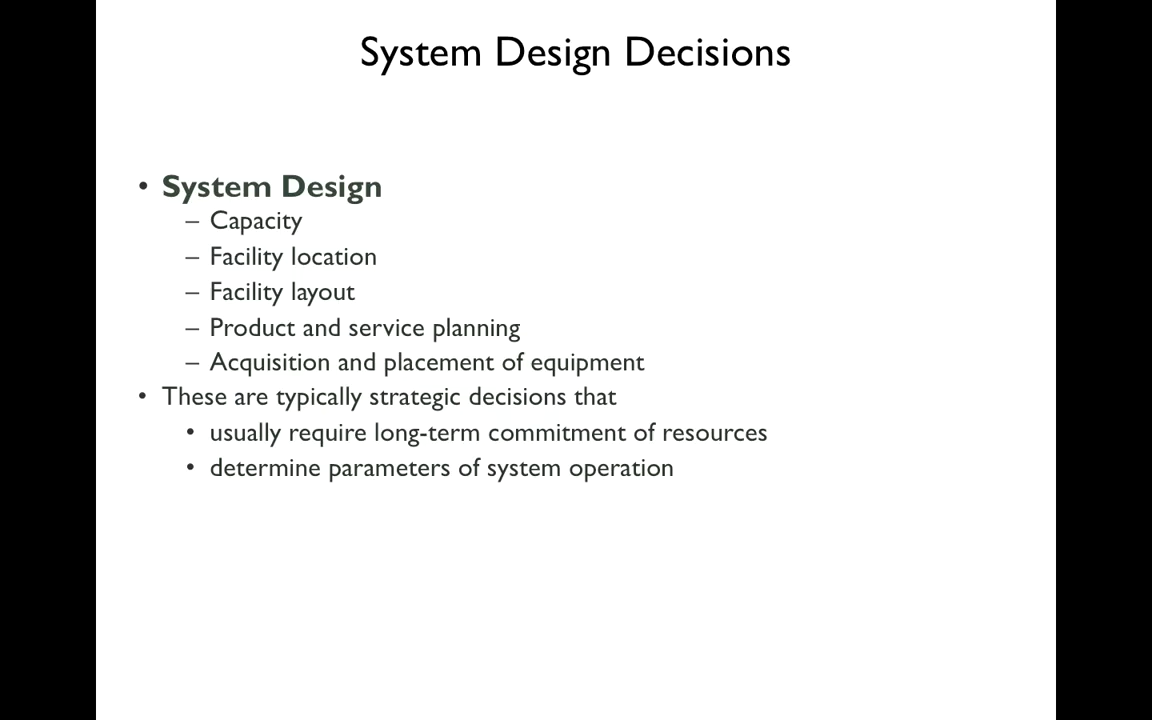 System Design Decisions
• System Design
– Capacity
– Facility location
– Facility layout
– Product and service planning
– Acquisition and placement of equipment
• These are typically strategic decisions that
• usually require long-term commitment of resources
• determine parameters of system operation